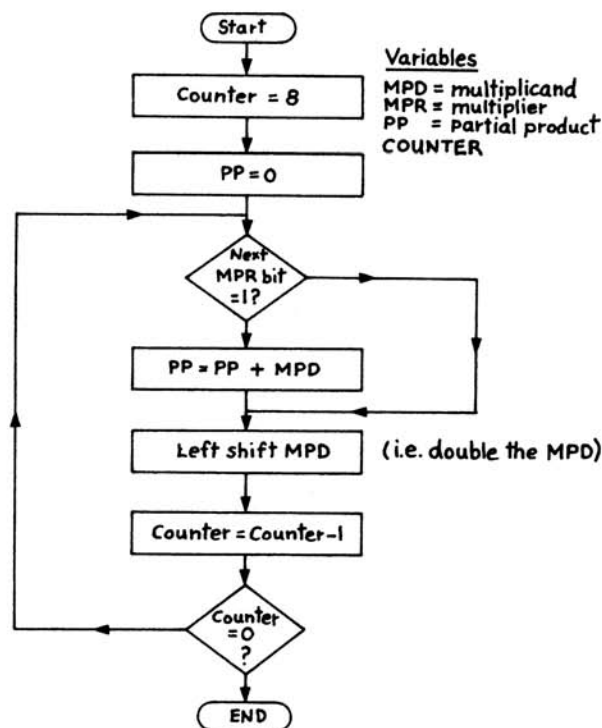 Start
Variables
MPD = multiplicand
MPR = multiplier
PP = partial product
COUNTER
Counter = 8
PP = 0
Next
MPR bit
=1?
PP = PP + MPD
Left shift MPD
(i.e. double the MPD)
Counter = Counter-1
Counter
=0
?
END